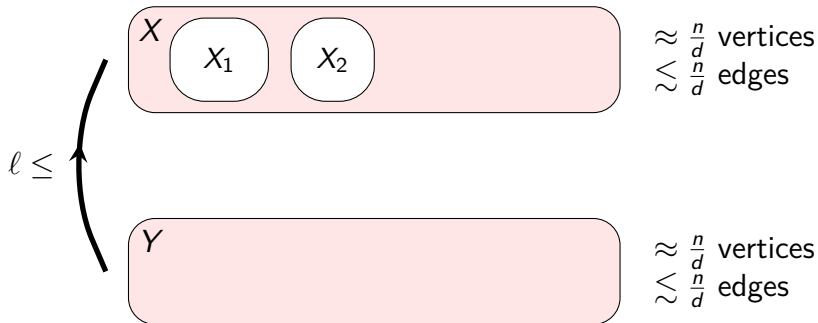 X
X₁ X₂
≈ n/d vertices
≲ n/d edges
ℓ ≤
Y
≈ n/d vertices
≲ n/d edges